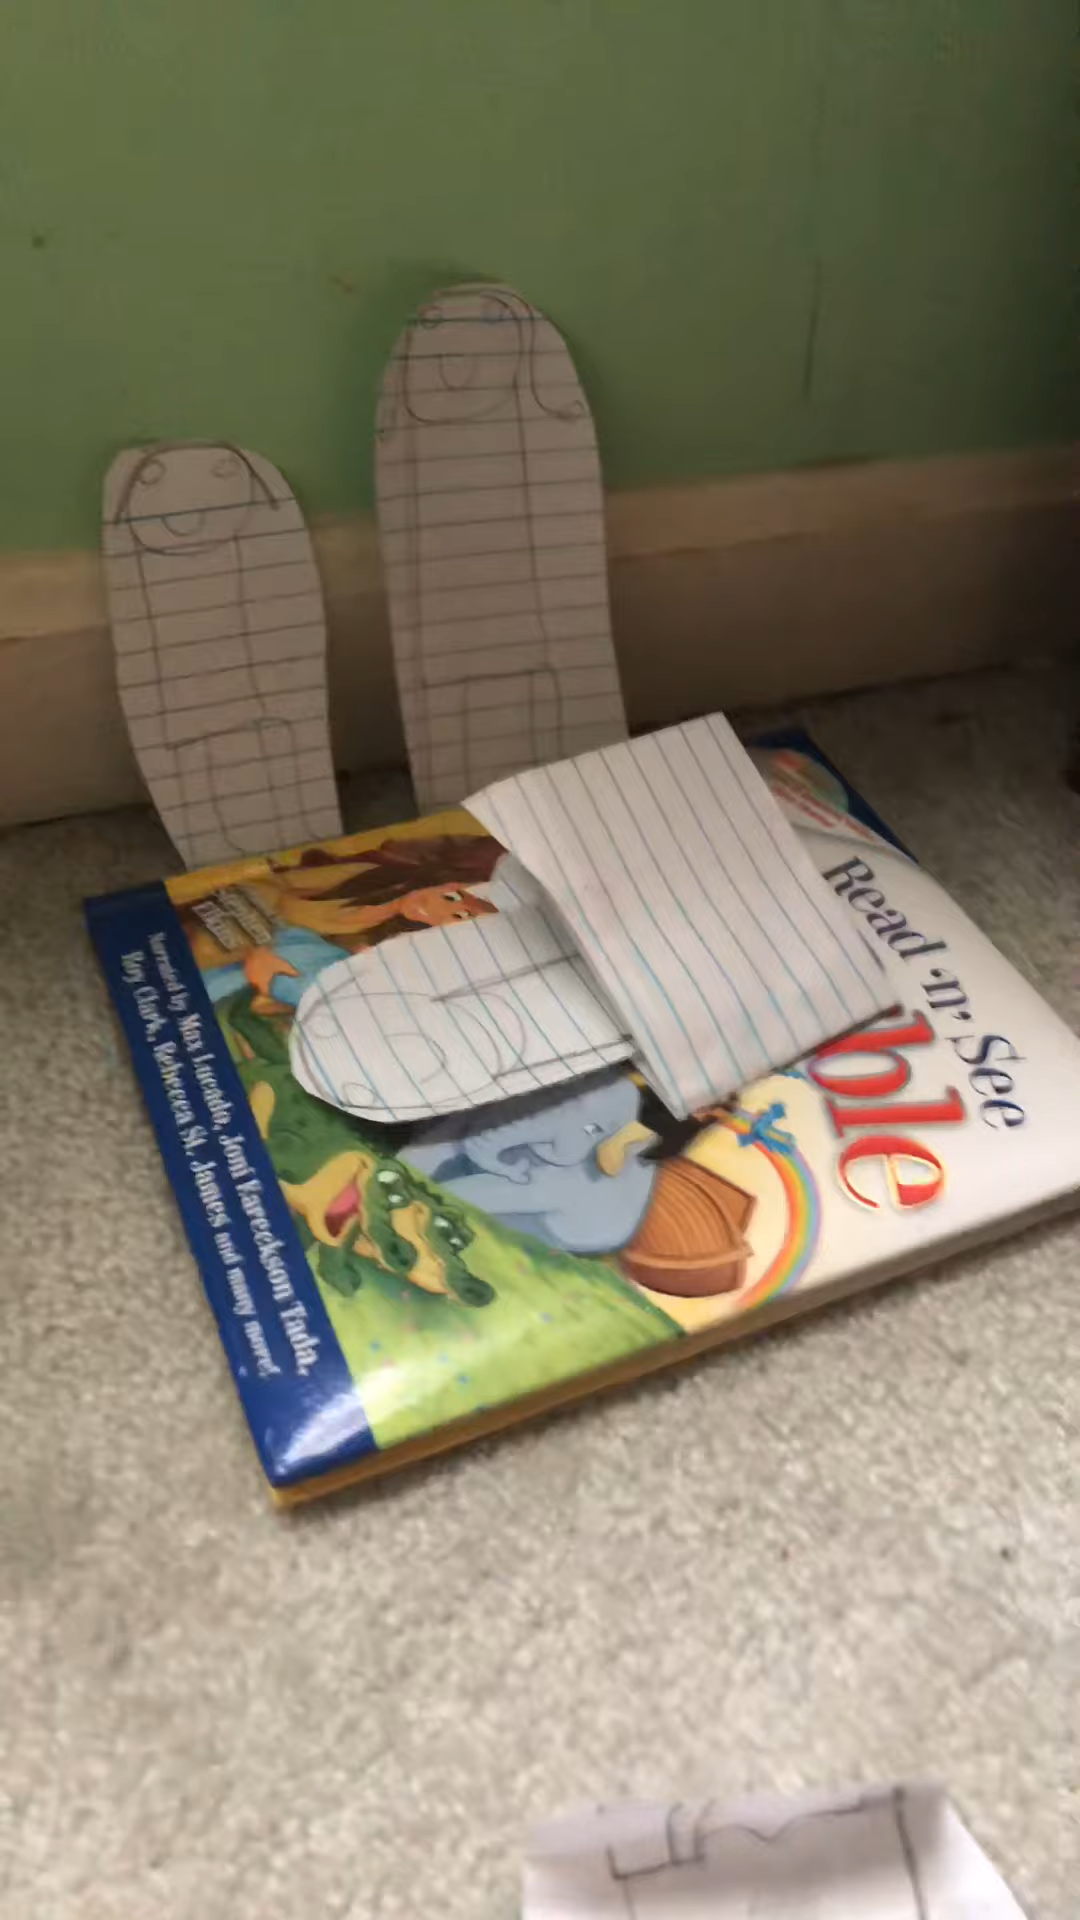 Read 'n' See
ble
Narrated by Max Lucado, Joni Eareckson Tada,
Roy Clark, Rebecca St. James and many more!